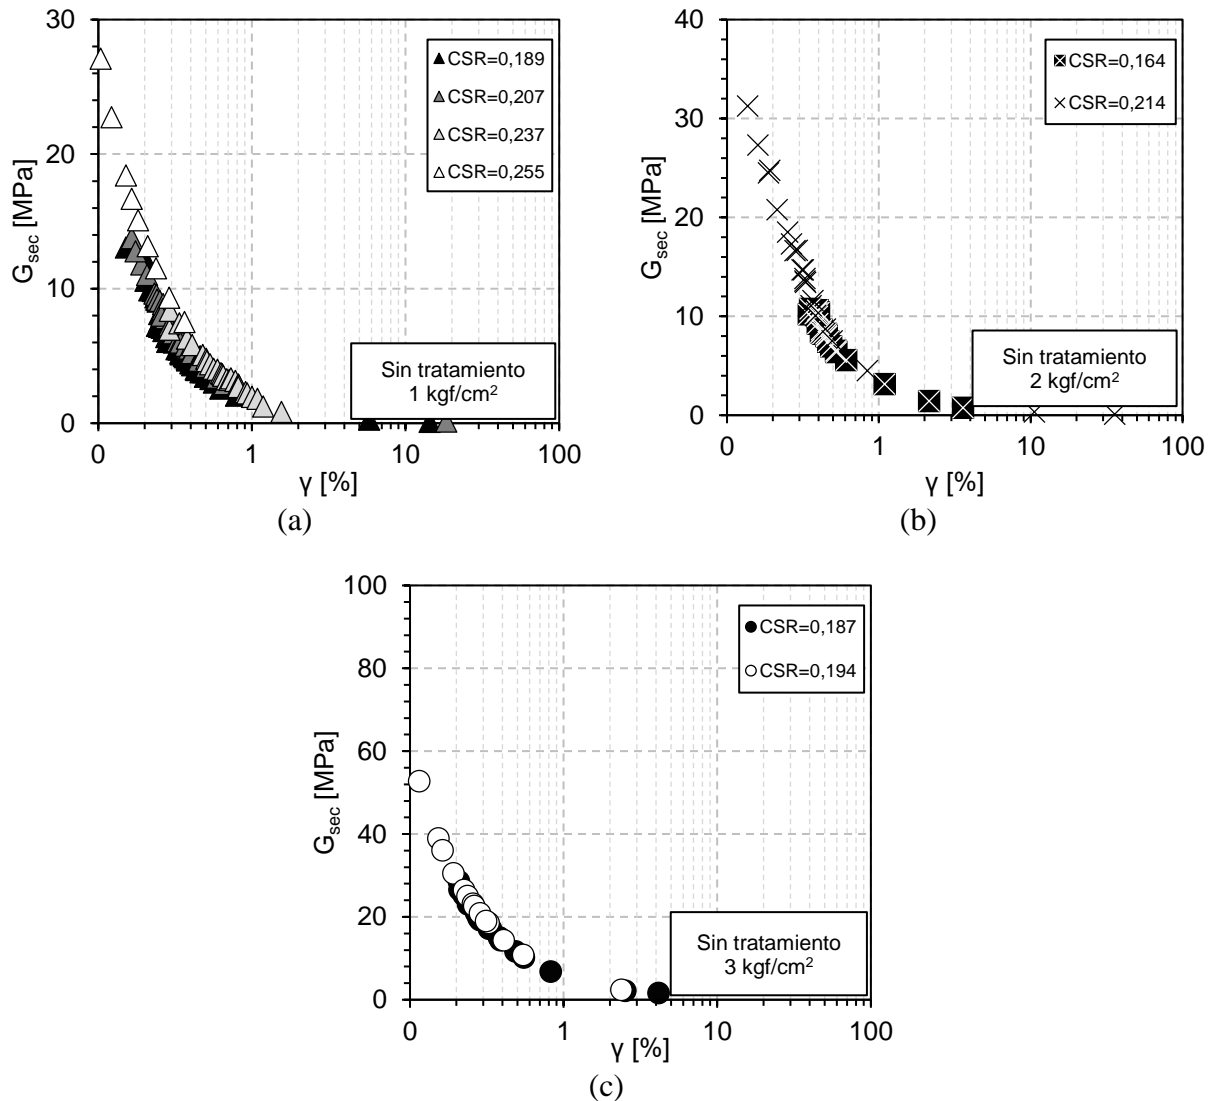 30
20
10
0
G_sec [MPa]
CSR=0,189
CSR=0,207
CSR=0,237
CSR=0,255
Sin tratamiento
1 kgf/cm²
0 1 10 100
γ [%]
(a)
40
30
20
10
0
G_sec [MPa]
CSR=0,164
CSR=0,214
Sin tratamiento
2 kgf/cm²
0 1 10 100
γ [%]
(b)
100
80
60
40
20
0
G_sec [MPa]
CSR=0,187
CSR=0,194
Sin tratamiento
3 kgf/cm²
0 1 10 100
γ [%]
(c)